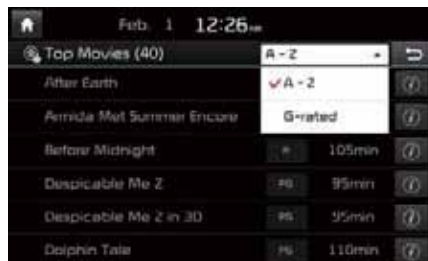 Feb. 1 12:26
Top Movies (40) A - Z
After Earth A - Z
Armida Met Summer Encore G-rated
Before Midnight R 105min
Despicable Me 2 PG 95min
Despicable Me 2 in 3D PG 95min
Dolphin Tale PG 110min